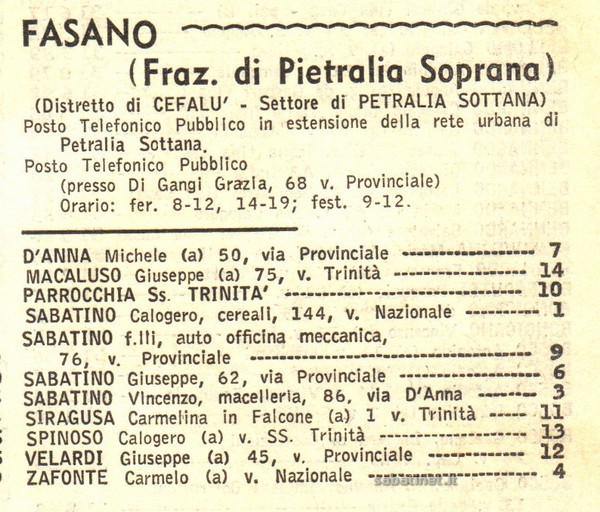 FASANO
(Fraz. di Pietralia Soprana)
(Distretto di CEFALU' - Settore di PETRALIA SOTTANA)
Posto Telefonico Pubblico in estensione della rete urbana di
Petralia Sottana.
Posto Telefonico Pubblico
(presso Di Gangi Grazia, 68 v. Provinciale)
Orario: fer. 8-12, 14-19; fest. 9-12.
D'ANNA Michele (a) 50, via Provinciale 7
MACALUSO Giuseppe (a) 75, v. Trinità 14
PARROCCHIA Ss. TRINITA' 10
SABATINO Calogero, cereali, 144, v. Nazionale 1
SABATINO f.lli, auto officina meccanica,
76, v. Provinciale 9
SABATINO Giuseppe, 62, via Provinciale 6
SABATINO Vincenzo, macelleria, 86, via D'Anna 3
SIRAGUSA Carmelina in Falcone (a) 1 v. Trinità 11
SPINOSO Calogero (a) v. SS. Trinità 13
VELARDI Giuseppe (a) 45, v. Provinciale 12
ZAFONTE Carmelo (a) v. Nazionale 4
sabatinet.it